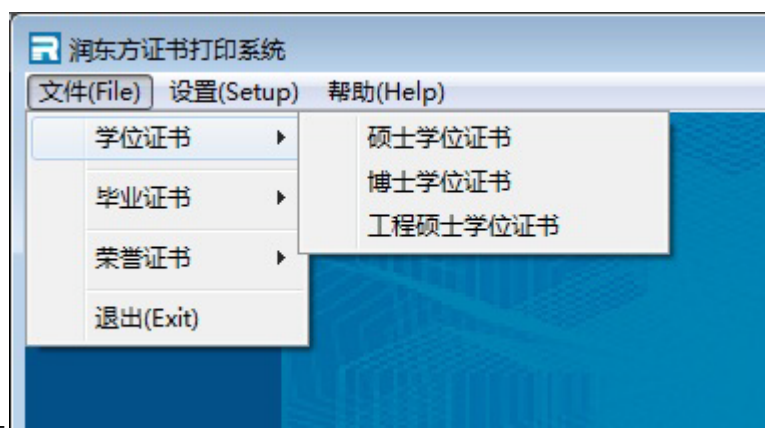 润东方证书打印系统
文件(File) 设置(Setup) 帮助(Help)
学位证书
毕业证书
荣誉证书
退出(Exit)
硕士学位证书
博士学位证书
工程硕士学位证书